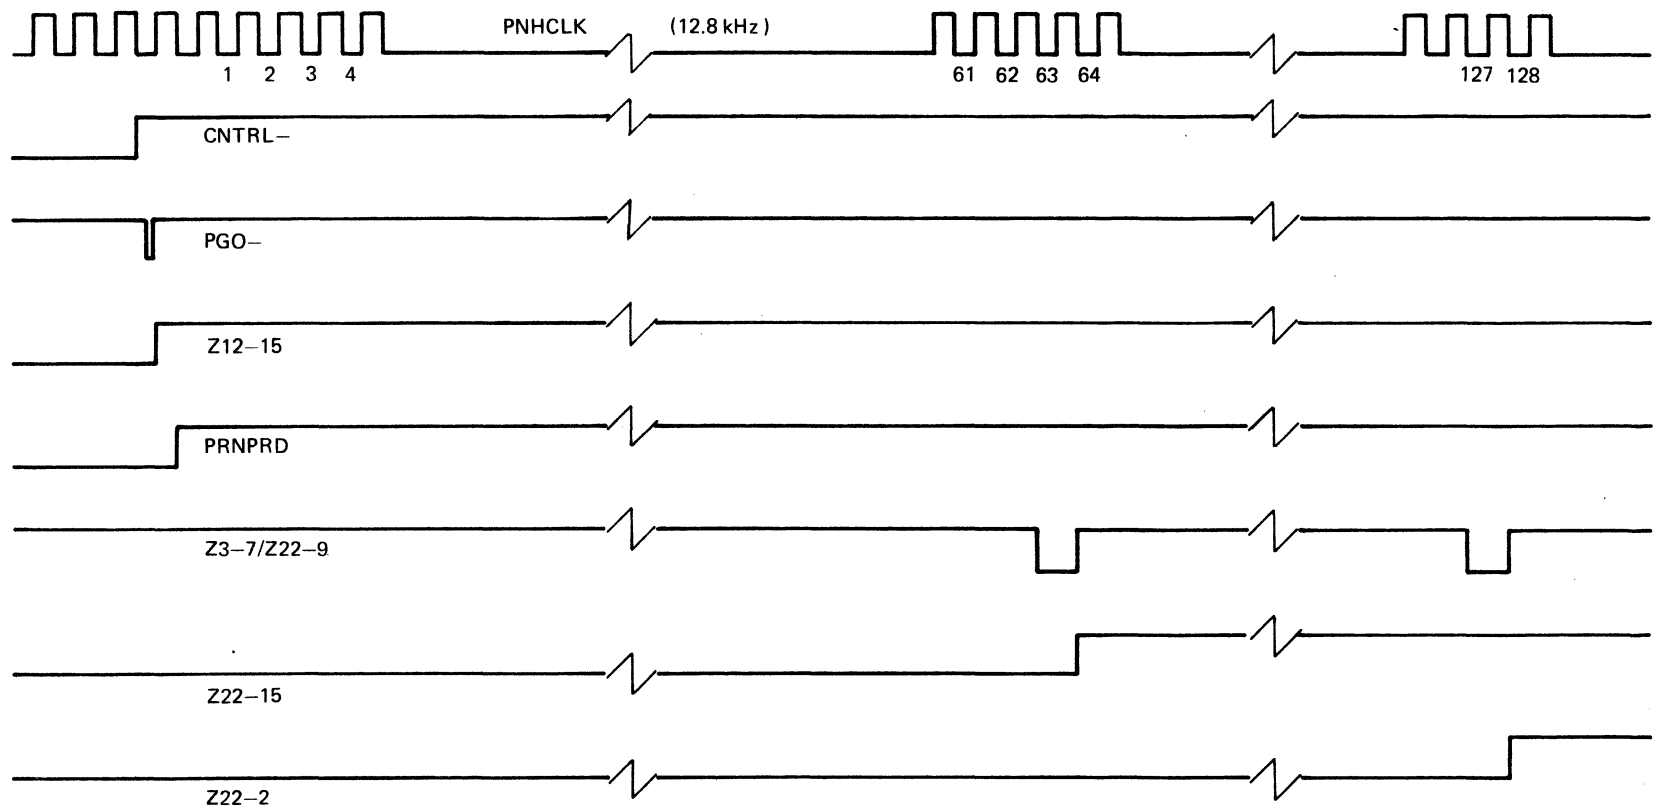 PNHCLK (12.8 kHz)
1 2 3 4 61 62 63 64 127 128
CNTRL—
PGO—
Z12—15
PRNPRD
Z3—7/Z22—9
Z22—15
Z22—2